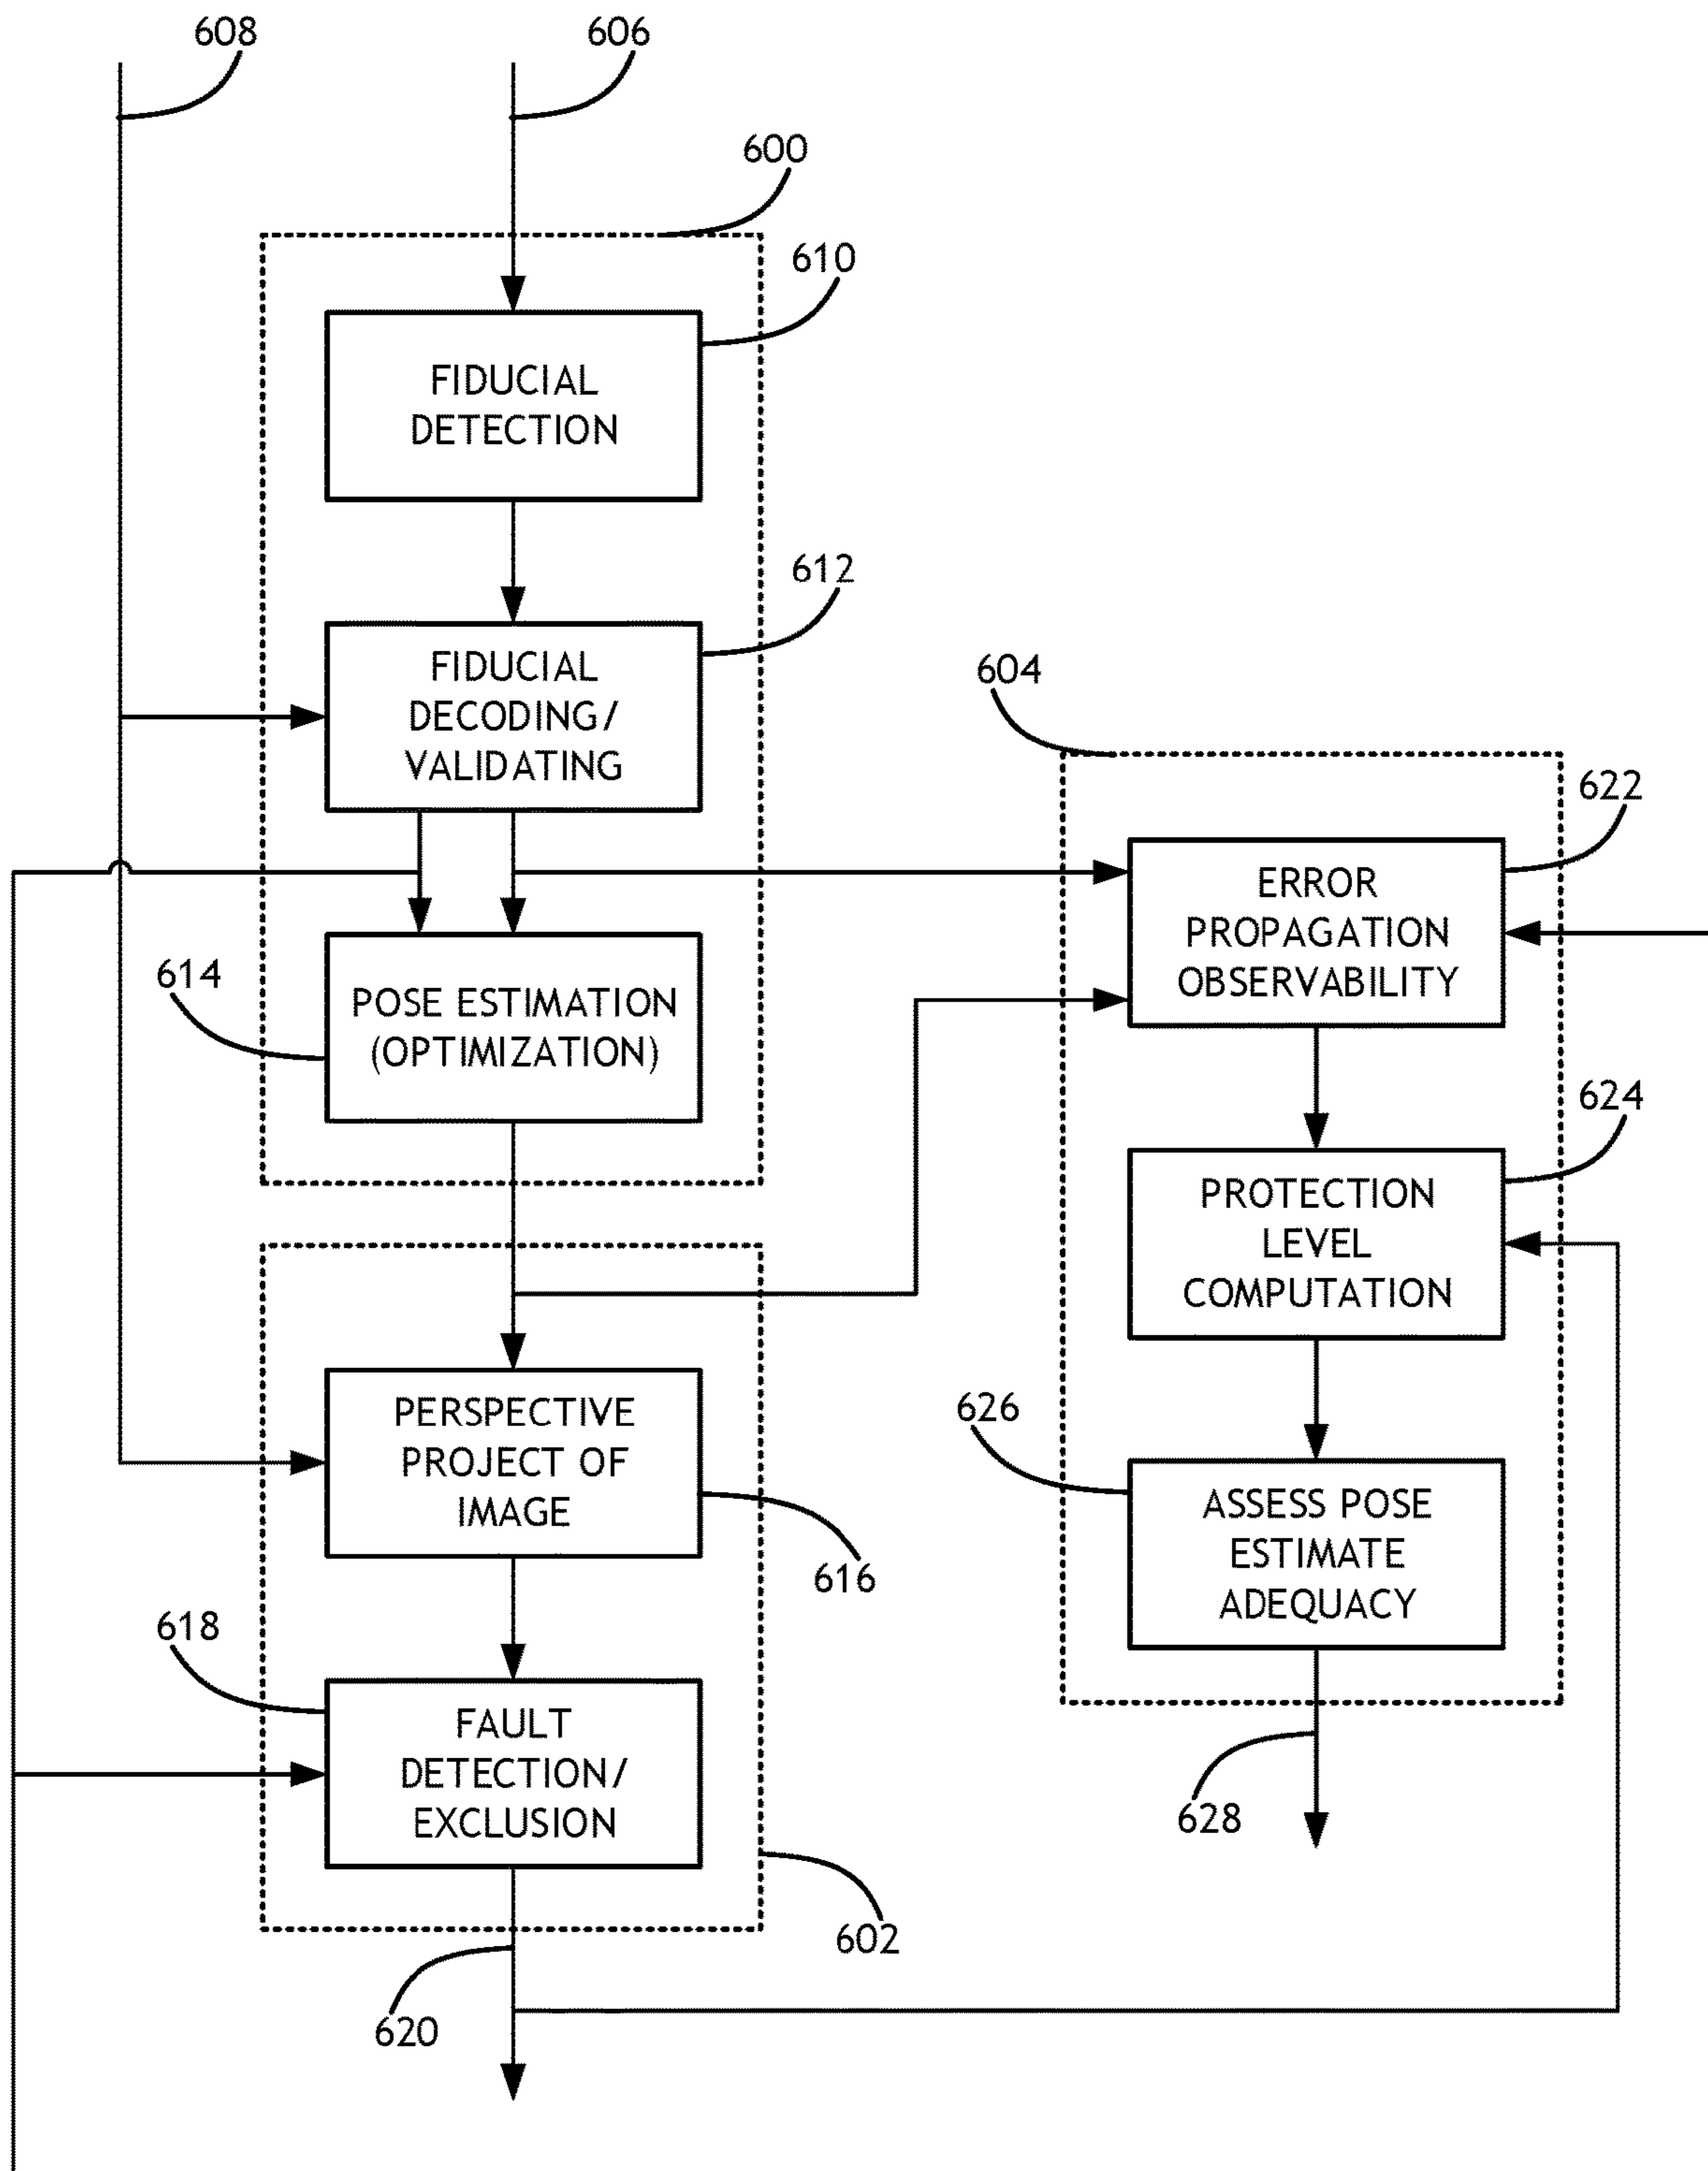 608
606
600
610
FIDUCIAL
DETECTION
612
FIDUCIAL
DECODING/
VALIDATING
604
622
ERROR
PROPAGATION
OBSERVABILITY
614
POSE ESTIMATION
(OPTIMIZATION)
624
PROTECTION
LEVEL
COMPUTATION
PERSPECTIVE
PROJECT OF
IMAGE
616
626
ASSESS POSE
ESTIMATE
ADEQUACY
618
FAULT
DETECTION/
EXCLUSION
628
602
620